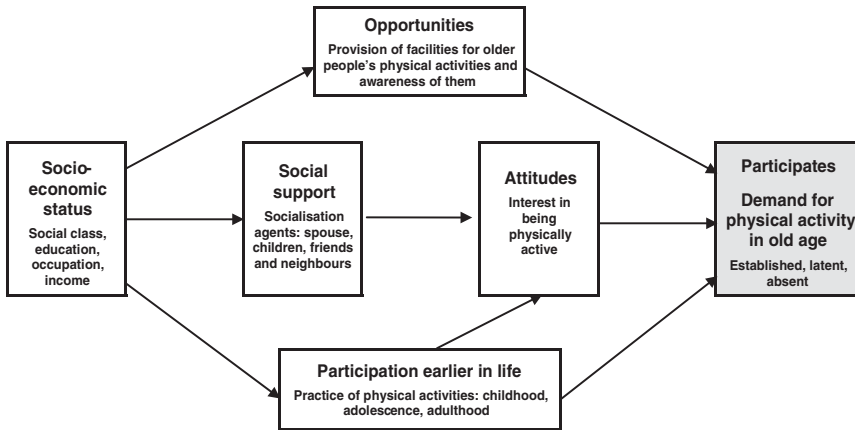 Opportunities
Provision of facilities for older
people's physical activities and
awareness of them
Socio-
economic
status
Social class,
education,
occupation,
income
Social
support
Socialisation
agents: spouse,
children, friends
and neighbours
Attitudes
Interest in
being
physically
active
Participates
Demand for
physical activity
in old age
Established, latent,
absent
Participation earlier in life
Practice of physical activities: childhood,
adolescence, adulthood